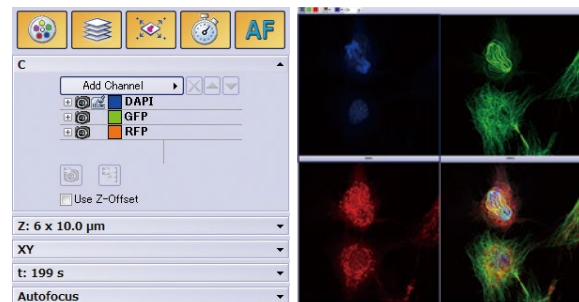 AF
C
Add Channel
DAPI
GFP
RFP
Use Z-Offset
Z: 6 x 10.0 µm
XY
t: 199 s
Autofocus